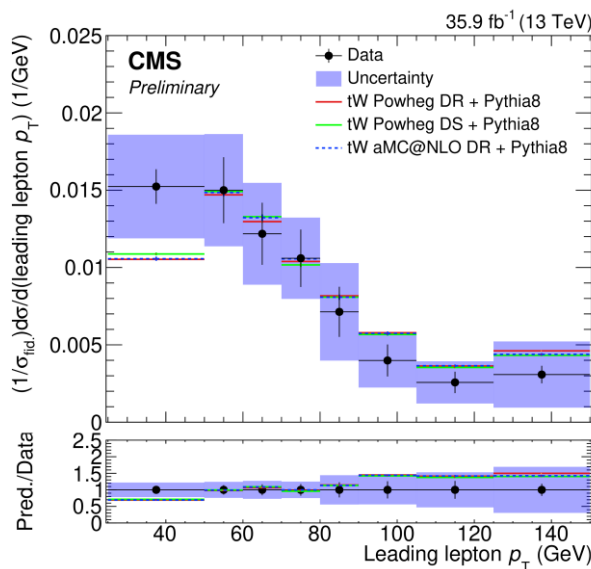 35.9 fb⁻¹ (13 TeV)
CMS
Preliminary
Data
Uncertainty
tW Powheg DR + Pythia8
tW Powheg DS + Pythia8
tW aMC@NLO DR + Pythia8
(1/σ_fid.)dσ/d(leading lepton p_T) (1/GeV)
0.025
0.02
0.015
0.01
0.005
0
Pred./Data
2.5
2
1.5
1
0.5
0
40 60 80 100 120 140
Leading lepton p_T (GeV)